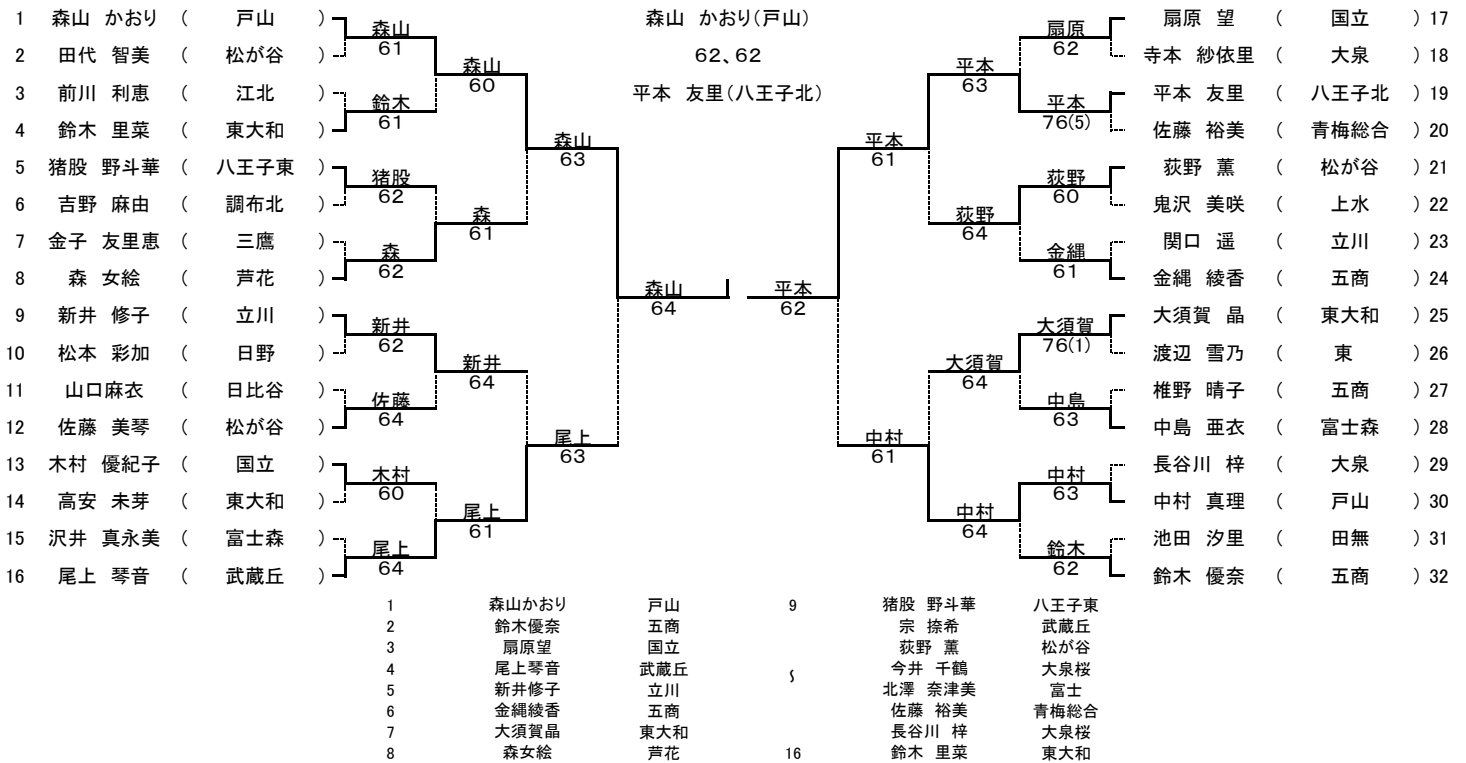 1 森山 かおり ( 戸山 )
2 田代 智美 ( 松が谷 )
3 前川 利恵 ( 江北 )
4 鈴木 里菜 ( 東大和 )
5 猪股 野斗華 ( 八王子東 )
6 吉野 麻由 ( 調布北 )
7 金子 友里恵 ( 三鷹 )
8 森 女絵 ( 芦花 )
9 新井 修子 ( 立川 )
10 松本 彩加 ( 日野 )
11 山口麻衣 ( 日比谷 )
12 佐藤 美琴 ( 松が谷 )
13 木村 優紀子 ( 国立 )
14 高安 未芽 ( 東大和 )
15 沢井 真永美 ( 富士森 )
16 尾上 琴音 ( 武蔵丘 )
森山
61
鈴木
61
猪股
62
森
62
新井
62
佐藤
64
木村
60
尾上
64
森山
60
森
61
新井
64
尾上
61
森山
63
尾上
63
森山
64
森山 かおり(戸山)
62、62
平本 友里(八王子北)
平本
62
平本
61
中村
61
平本
63
荻野
64
大須賀
64
中村
64
扇原
62
平本
76(5)
荻野
60
金縄
61
大須賀
76(1)
中島
63
中村
63
鈴木
62
扇原 望 ( 国立 ) 17
寺本 紗依里 ( 大泉 ) 18
平本 友里 ( 八王子北 ) 19
佐藤 裕美 ( 青梅総合 ) 20
荻野 薫 ( 松が谷 ) 21
鬼沢 美咲 ( 上水 ) 22
関口 遥 ( 立川 ) 23
金縄 綾香 ( 五商 ) 24
大須賀 晶 ( 東大和 ) 25
渡辺 雪乃 ( 東 ) 26
椎野 晴子 ( 五商 ) 27
中島 亜衣 ( 富士森 ) 28
長谷川 梓 ( 大泉 ) 29
中村 真理 ( 戸山 ) 30
池田 汐里 ( 田無 ) 31
鈴木 優奈 ( 五商 ) 32
1 森山かおり 戸山 9 猪股 野斗華 八王子東
2 鈴木優奈 五商 宗 捺希 武蔵丘
3 扇原望 国立 荻野 薫 松が谷
4 尾上琴音 武蔵丘 ～ 今井 千鶴 大泉桜
5 新井修子 立川 北澤 奈津美 富士
6 金縄綾香 五商 佐藤 裕美 青梅総合
7 大須賀晶 東大和 長谷川 梓 大泉桜
8 森女絵 芦花 16 鈴木 里菜 東大和